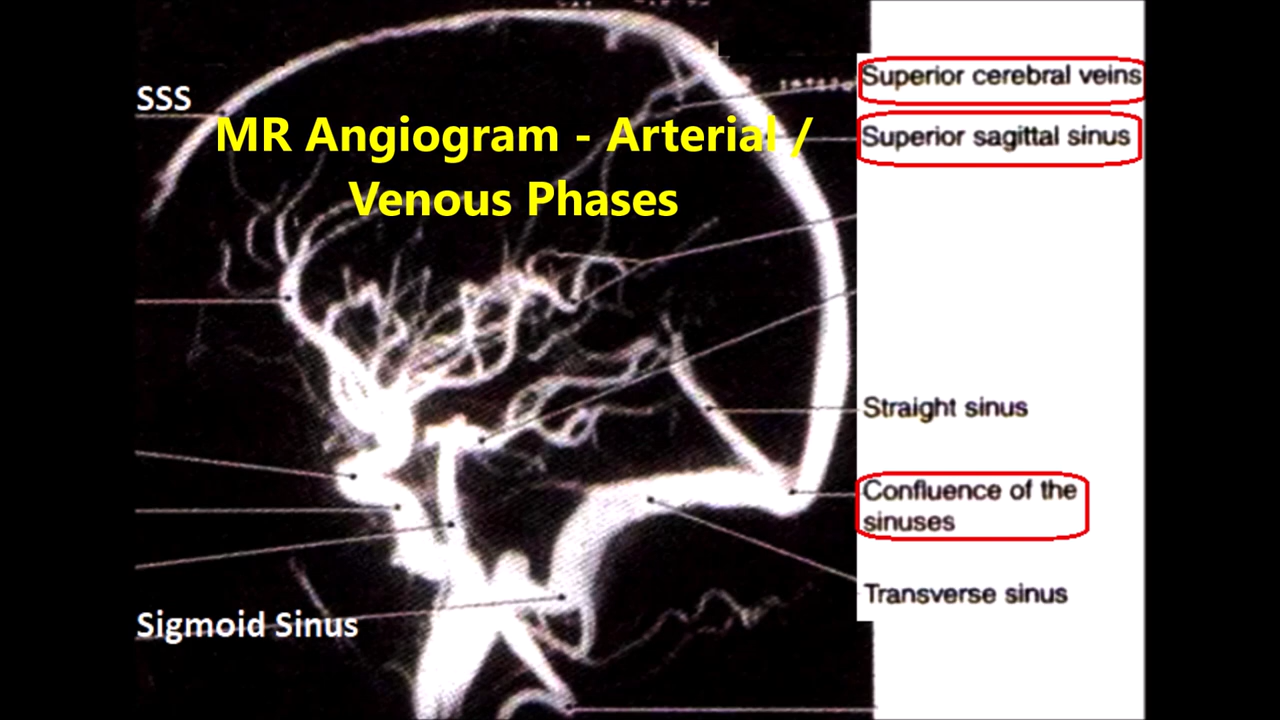 SSS
MR Angiogram - Arterial /
Venous Phases
Superior cerebral veins
Superior sagittal sinus
Straight sinus
Confluence of the
sinuses
Transverse sinus
Sigmoid Sinus